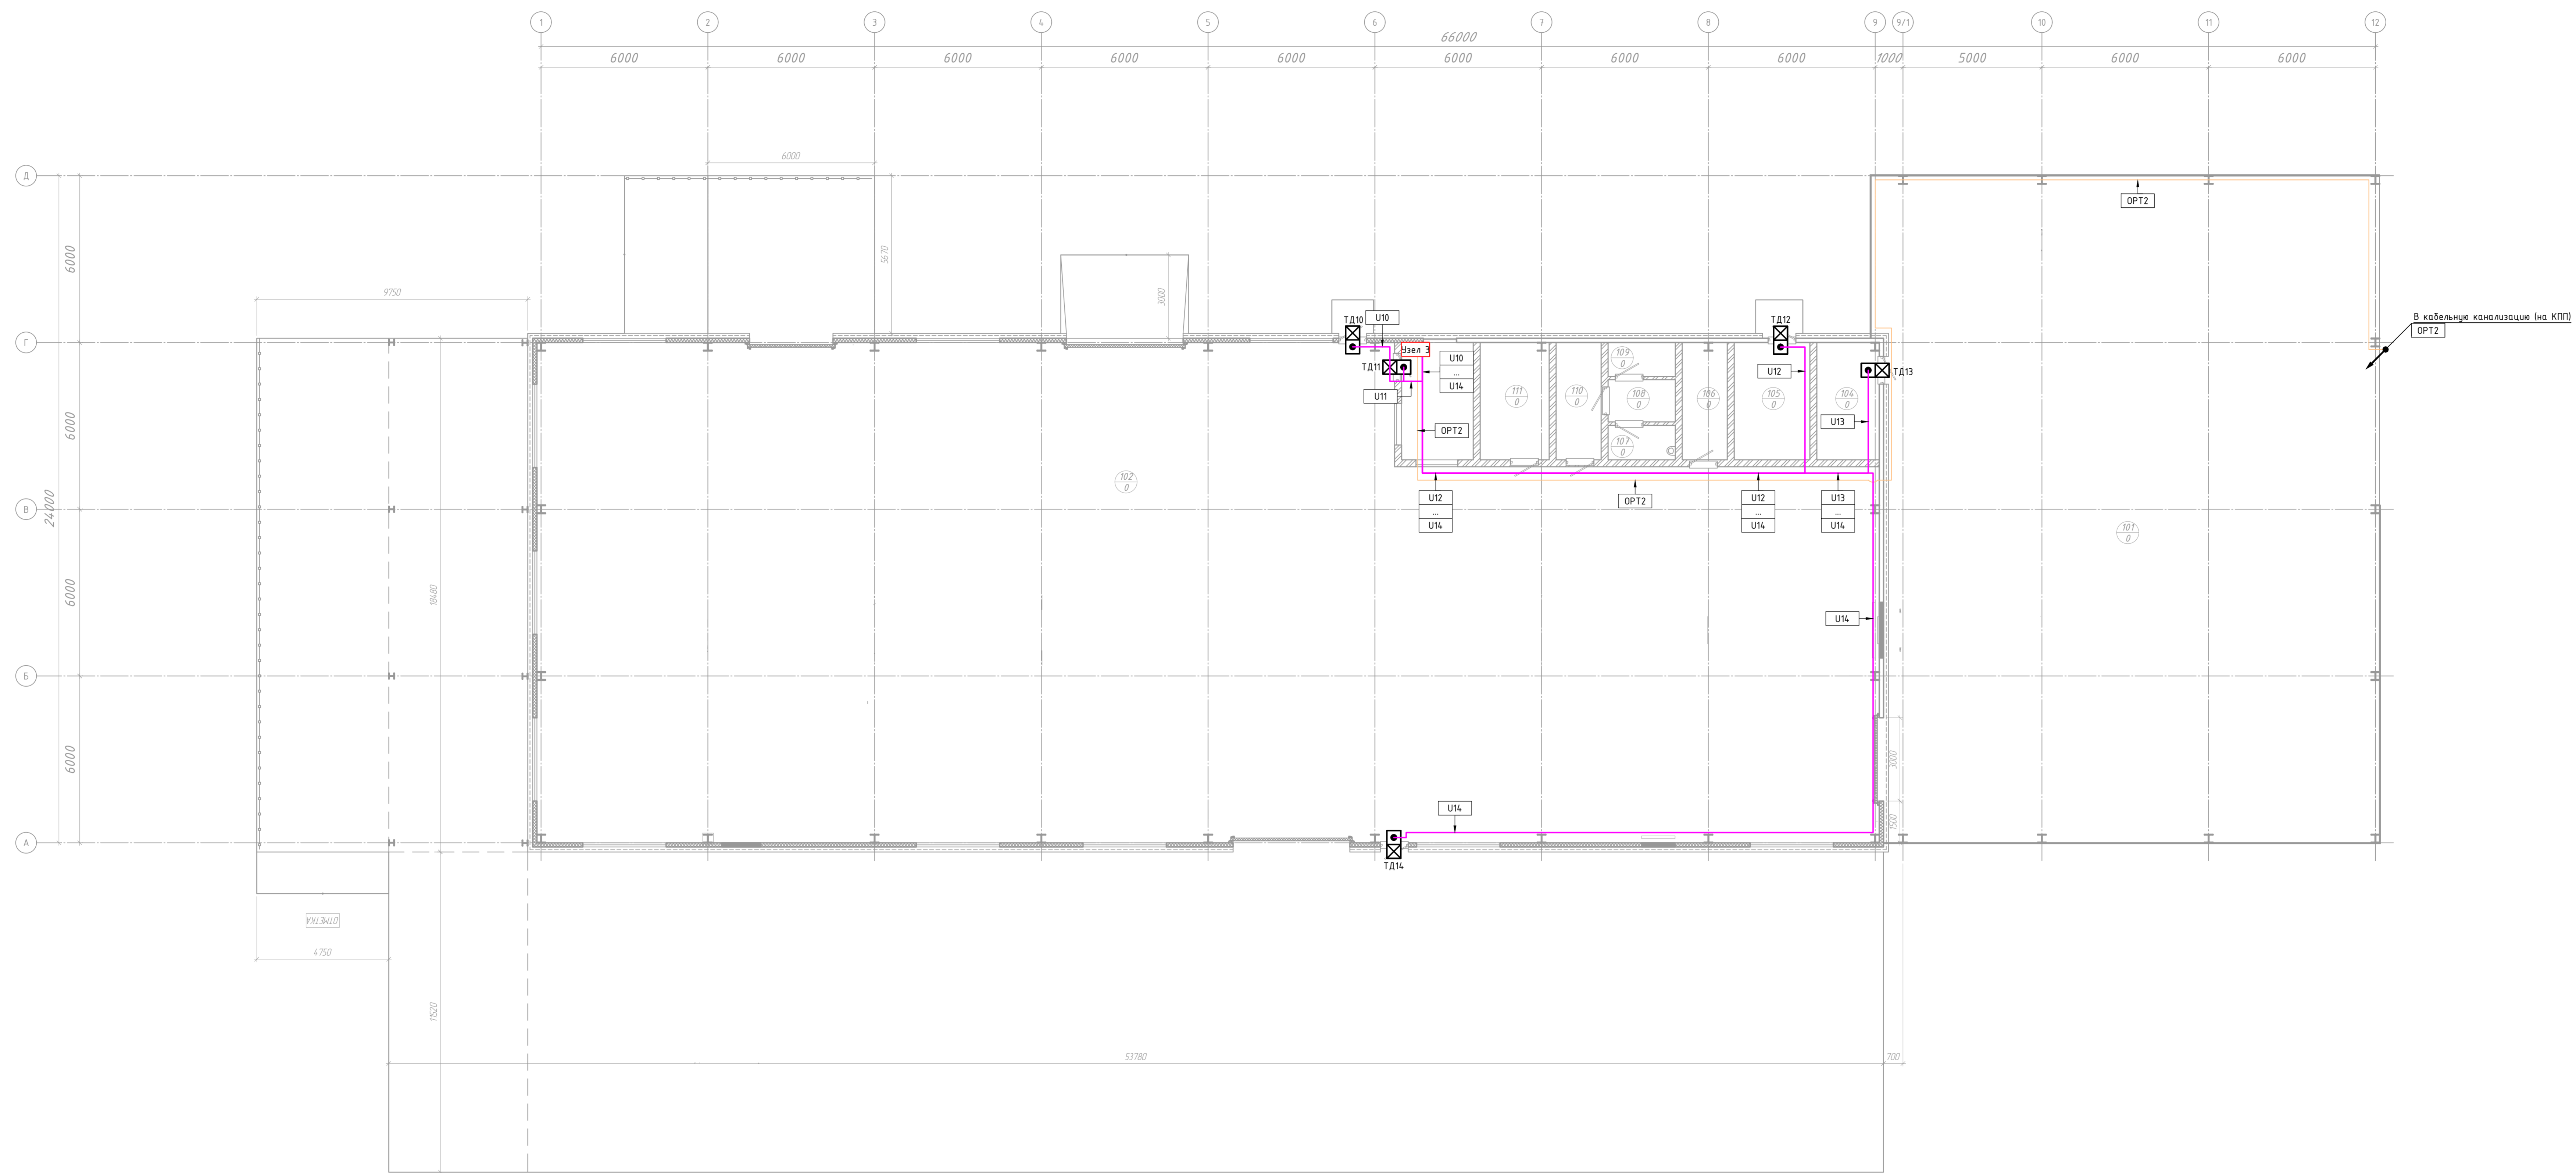 1 2 3 4 5 6 7 8 9 9/1 10 11 12
66000
6000 6000 6000 6000 6000 6000 6000 6000 1000 5000 6000 6000
6000
Д
ОРТ2
6000
5670
9750
3000
В кабельную канализацию (на КПП)
ОРТ2
Г
ТД10
U10
ТД12
Узел 3
U10
...
U14
109
0
ТД11
U12
ТД13
U11
111
0
110
0
108
0
106
0
105
0
104
0
6000
U13
ОРТ2
107
0
102
0
24000
В
U12
...
U14
ОРТ2
U12
...
U14
U13
...
U14
101
0
6000
18480
U14
Б
6000
3000
U14
1500
А
ТД14
ОТМЕТКА
4750
11520
53780
700